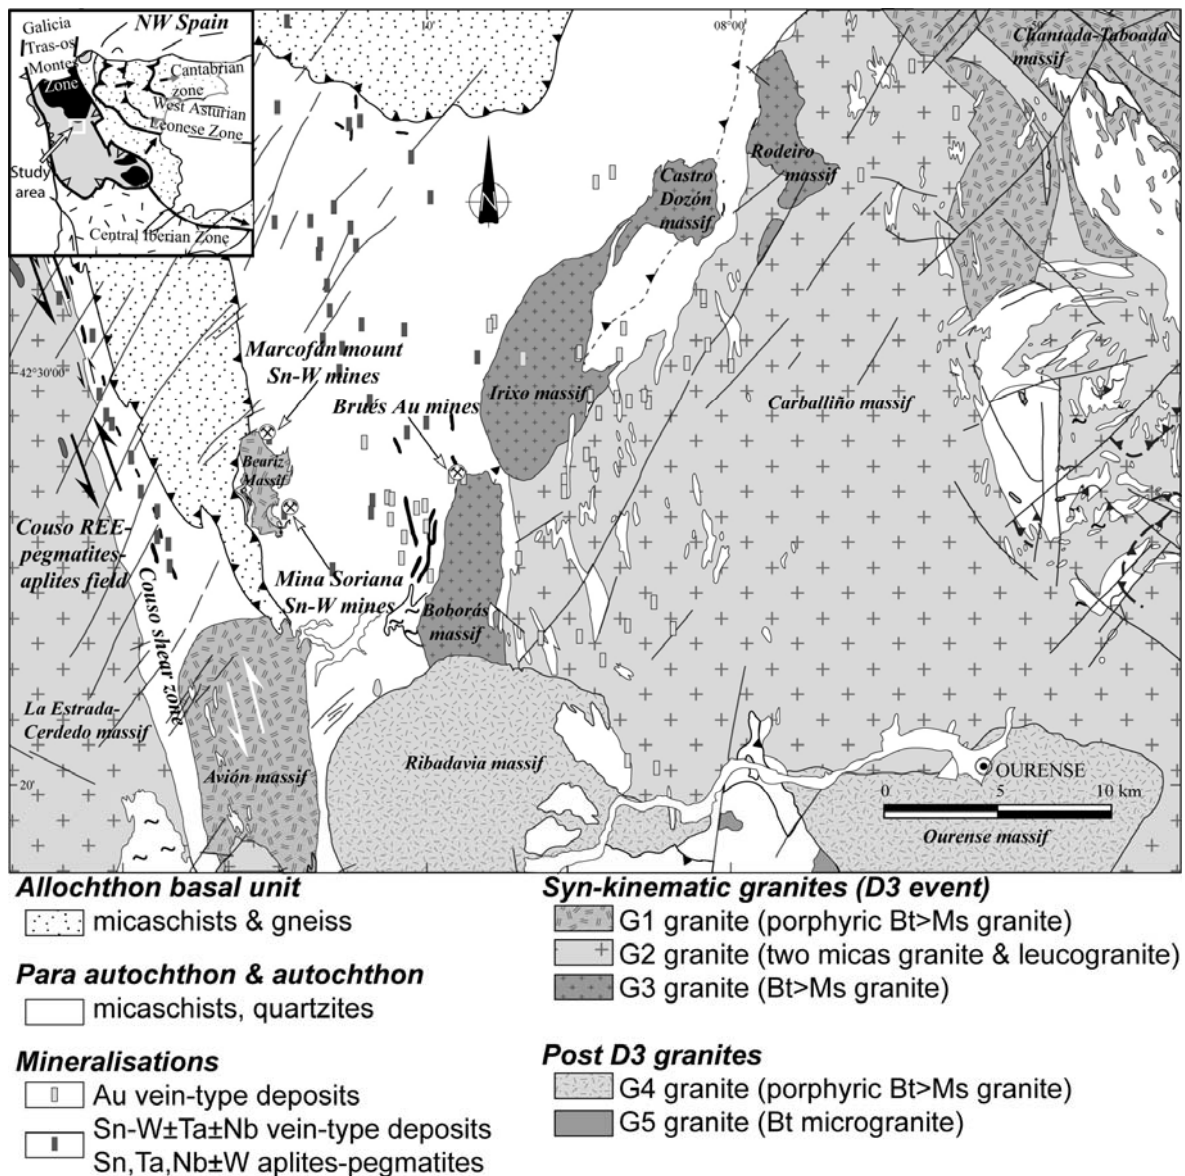 NW Spain
Galicia
Tras-os
Monte
Zone
Cantabrian
zone
West Asturian
Leonese Zone
Study
area
Central Iberian Zone
10'
08°00'
08°00'
50'
Chantada-Taboada
massif
Rodeiro
massif
Castro
Dozón
massif
N
42°30'00"
Marcofán mount
Sn-W mines
Brués Au mines
Irixo massif
Carballiño massif
Beariz
Massif
Couso REE-
pegmatites-
aplites field
Mina Soriana
Sn-W mines
Couso shear zone
Boborás
massif
La Estrada-
Cerdedo massif
Avión massif
Ribadavia massif
OURENSE
20'
0 5 10 km
Ourense massif
Allochthon basal unit
micaschists & gneiss
Para autochthon & autochthon
micaschists, quartzites
Mineralisations
Au vein-type deposits
Sn-W±Ta±Nb vein-type deposits
Sn,Ta,Nb±W aplites-pegmatites
Syn-kinematic granites (D3 event)
G1 granite (porphyric Bt>Ms granite)
G2 granite (two micas granite & leucogranite)
G3 granite (Bt>Ms granite)
Post D3 granites
G4 granite (porphyric Bt>Ms granite)
G5 granite (Bt microgranite)